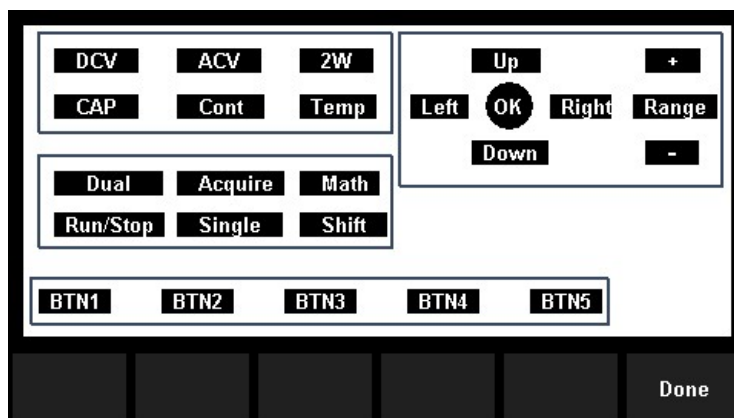 DCV ACV 2W
CAP Cont Temp
Up +
Left OK Right Range
Down -
Dual Acquire Math
Run/Stop Single Shift
BTN1 BTN2 BTN3 BTN4 BTN5
Done